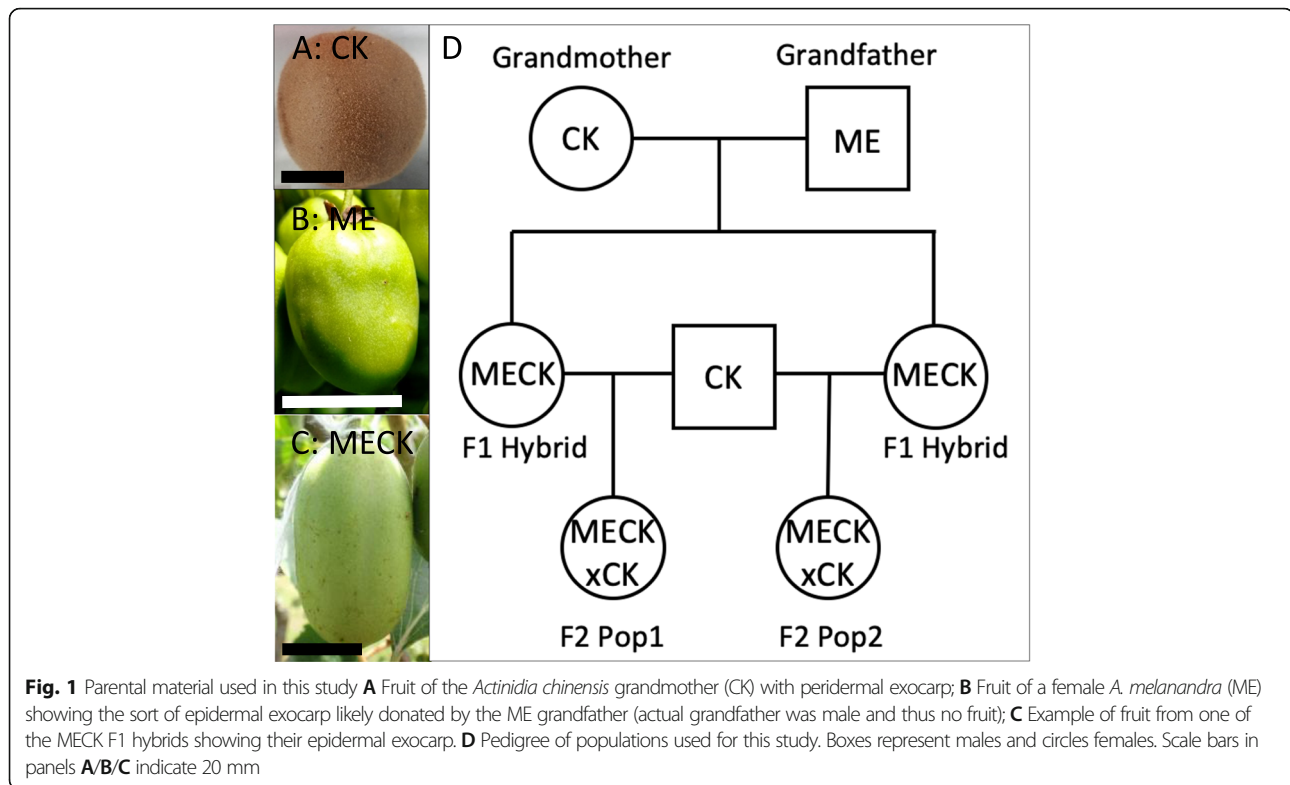 A: CK
B: ME
C: MECK
D
Grandmother
Grandfather
CK
ME
MECK
CK
MECK
F1 Hybrid
F1 Hybrid
MECK
xCK
MECK
xCK
F2 Pop1
F2 Pop2
Fig. 1 Parental material used in this study A Fruit of the Actinidia chinensis grandmother (CK) with peridermal exocarp; B Fruit of a female A. melanandra (ME)
showing the sort of epidermal exocarp likely donated by the ME grandfather (actual grandfather was male and thus no fruit); C Example of fruit from one of
the MECK F1 hybrids showing their epidermal exocarp. D Pedigree of populations used for this study. Boxes represent males and circles females. Scale bars in
panels A/B/C indicate 20 mm